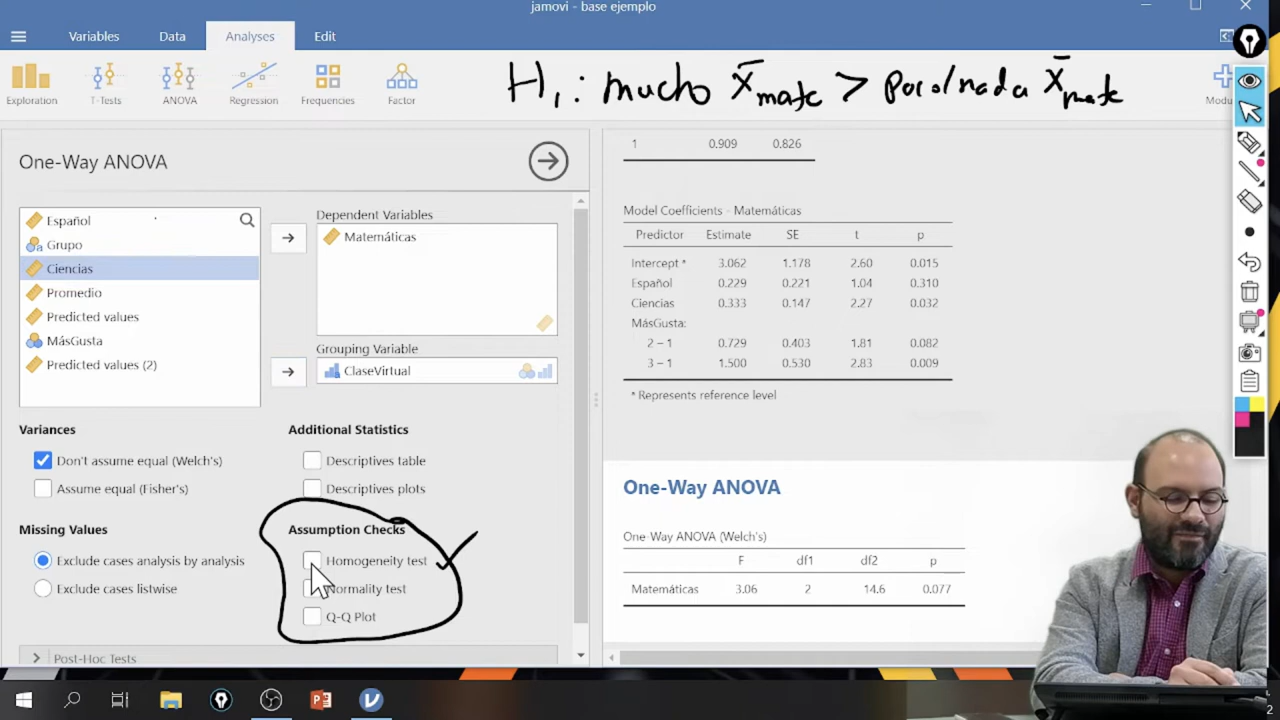 jamovi - base ejemplo
Variables Data Analyses Edit
Exploration T-Tests ANOVA Regression Frequencies Factor
H₁: mucho x̄ mate > poco/nada x̄ mate
One-Way ANOVA
Español
Grupo
Ciencias
Promedio
Predicted values
MásGusta
Predicted values (2)
Dependent Variables
Matemáticas
Grouping Variable
ClaseVirtual
Variances
Don't assume equal (Welch's)
Assume equal (Fisher's)
Additional Statistics
Descriptives table
Descriptives plots
Missing Values
Exclude cases analysis by analysis
Exclude cases listwise
Assumption Checks
Homogeneity test
Normality test
Q-Q Plot
Post-Hoc Tests
1 0.909 0.826
Model Coefficients - Matemáticas
Predictor Estimate SE t p
Intercept * 3.062 1.178 2.60 0.015
Español 0.229 0.221 1.04 0.310
Ciencias 0.333 0.147 2.27 0.032
MásGusta:
2 – 1 0.729 0.403 1.81 0.082
3 – 1 1.500 0.530 2.83 0.009
* Represents reference level
One-Way ANOVA
One-Way ANOVA (Welch's)
F df1 df2 p
Matemáticas 3.06 2 14.6 0.077